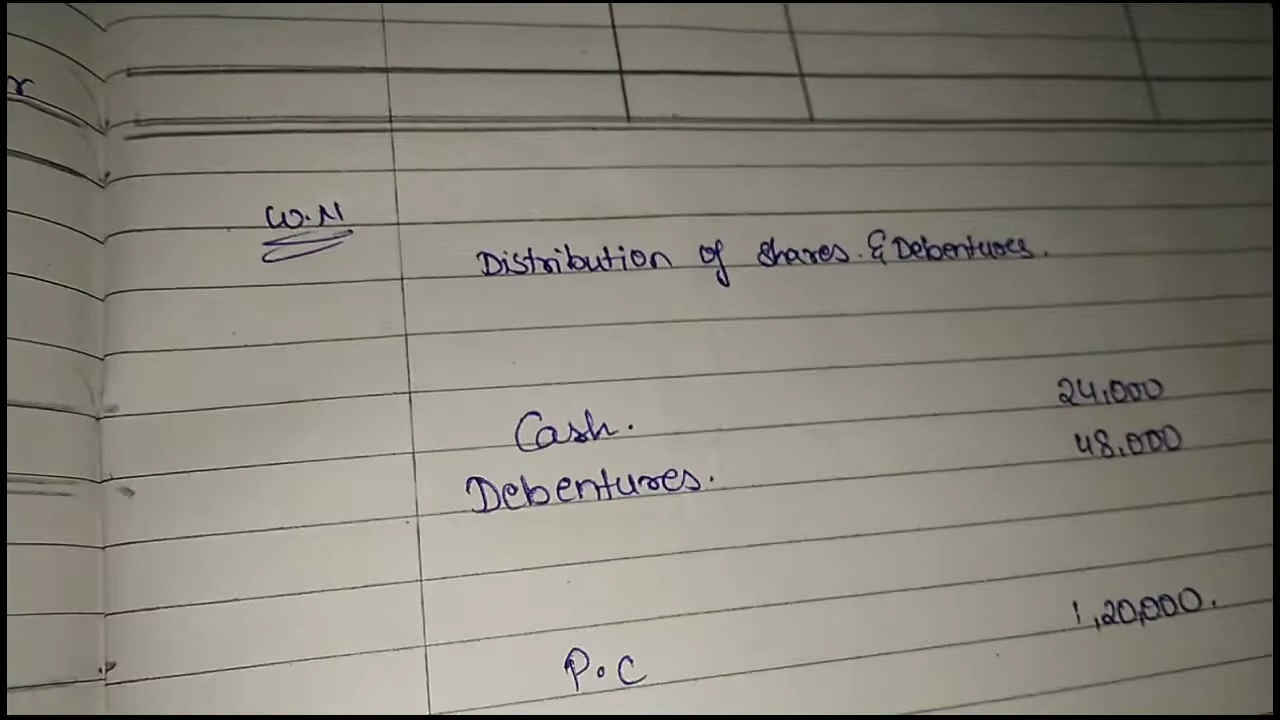 W.N
Distribution of shares. & Debentures.
Cash. 24,000
Debentures. 48,000
P.C 1,20,000.